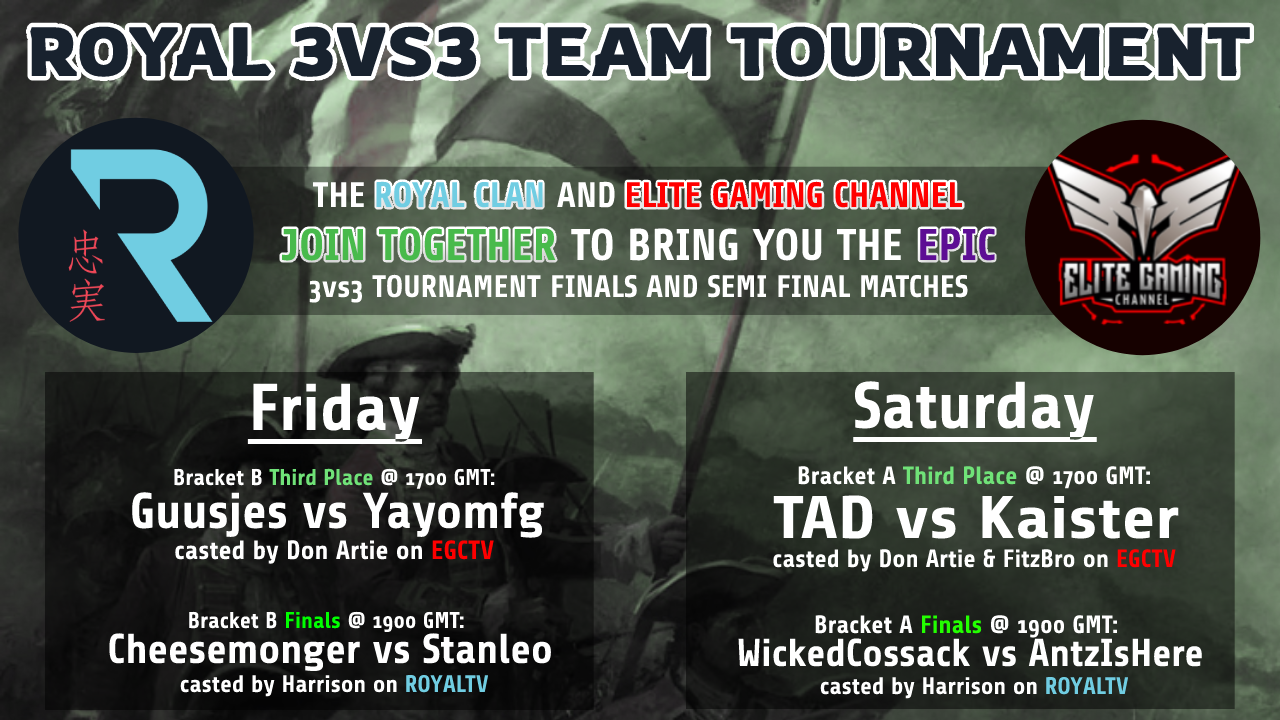 ROYAL 3VS3 TEAM TOURNAMENT
忠
実
THE ROYAL CLAN AND ELITE GAMING CHANNEL
JOIN TOGETHER TO BRING YOU THE EPIC
3vs3 TOURNAMENT FINALS AND SEMI FINAL MATCHES
ELITE GAMING
CHANNEL
Friday
Bracket B Third Place @ 1700 GMT:
Guusjes vs Yayomfg
casted by Don Artie on EGCTV
Bracket B Finals @ 1900 GMT:
Cheesemonger vs Stanleo
casted by Harrison on ROYALTV
Saturday
Bracket A Third Place @ 1700 GMT:
TAD vs Kaister
casted by Don Artie & FitzBro on EGCTV
Bracket A Finals @ 1900 GMT:
WickedCossack vs AntzIsHere
casted by Harrison on ROYALTV